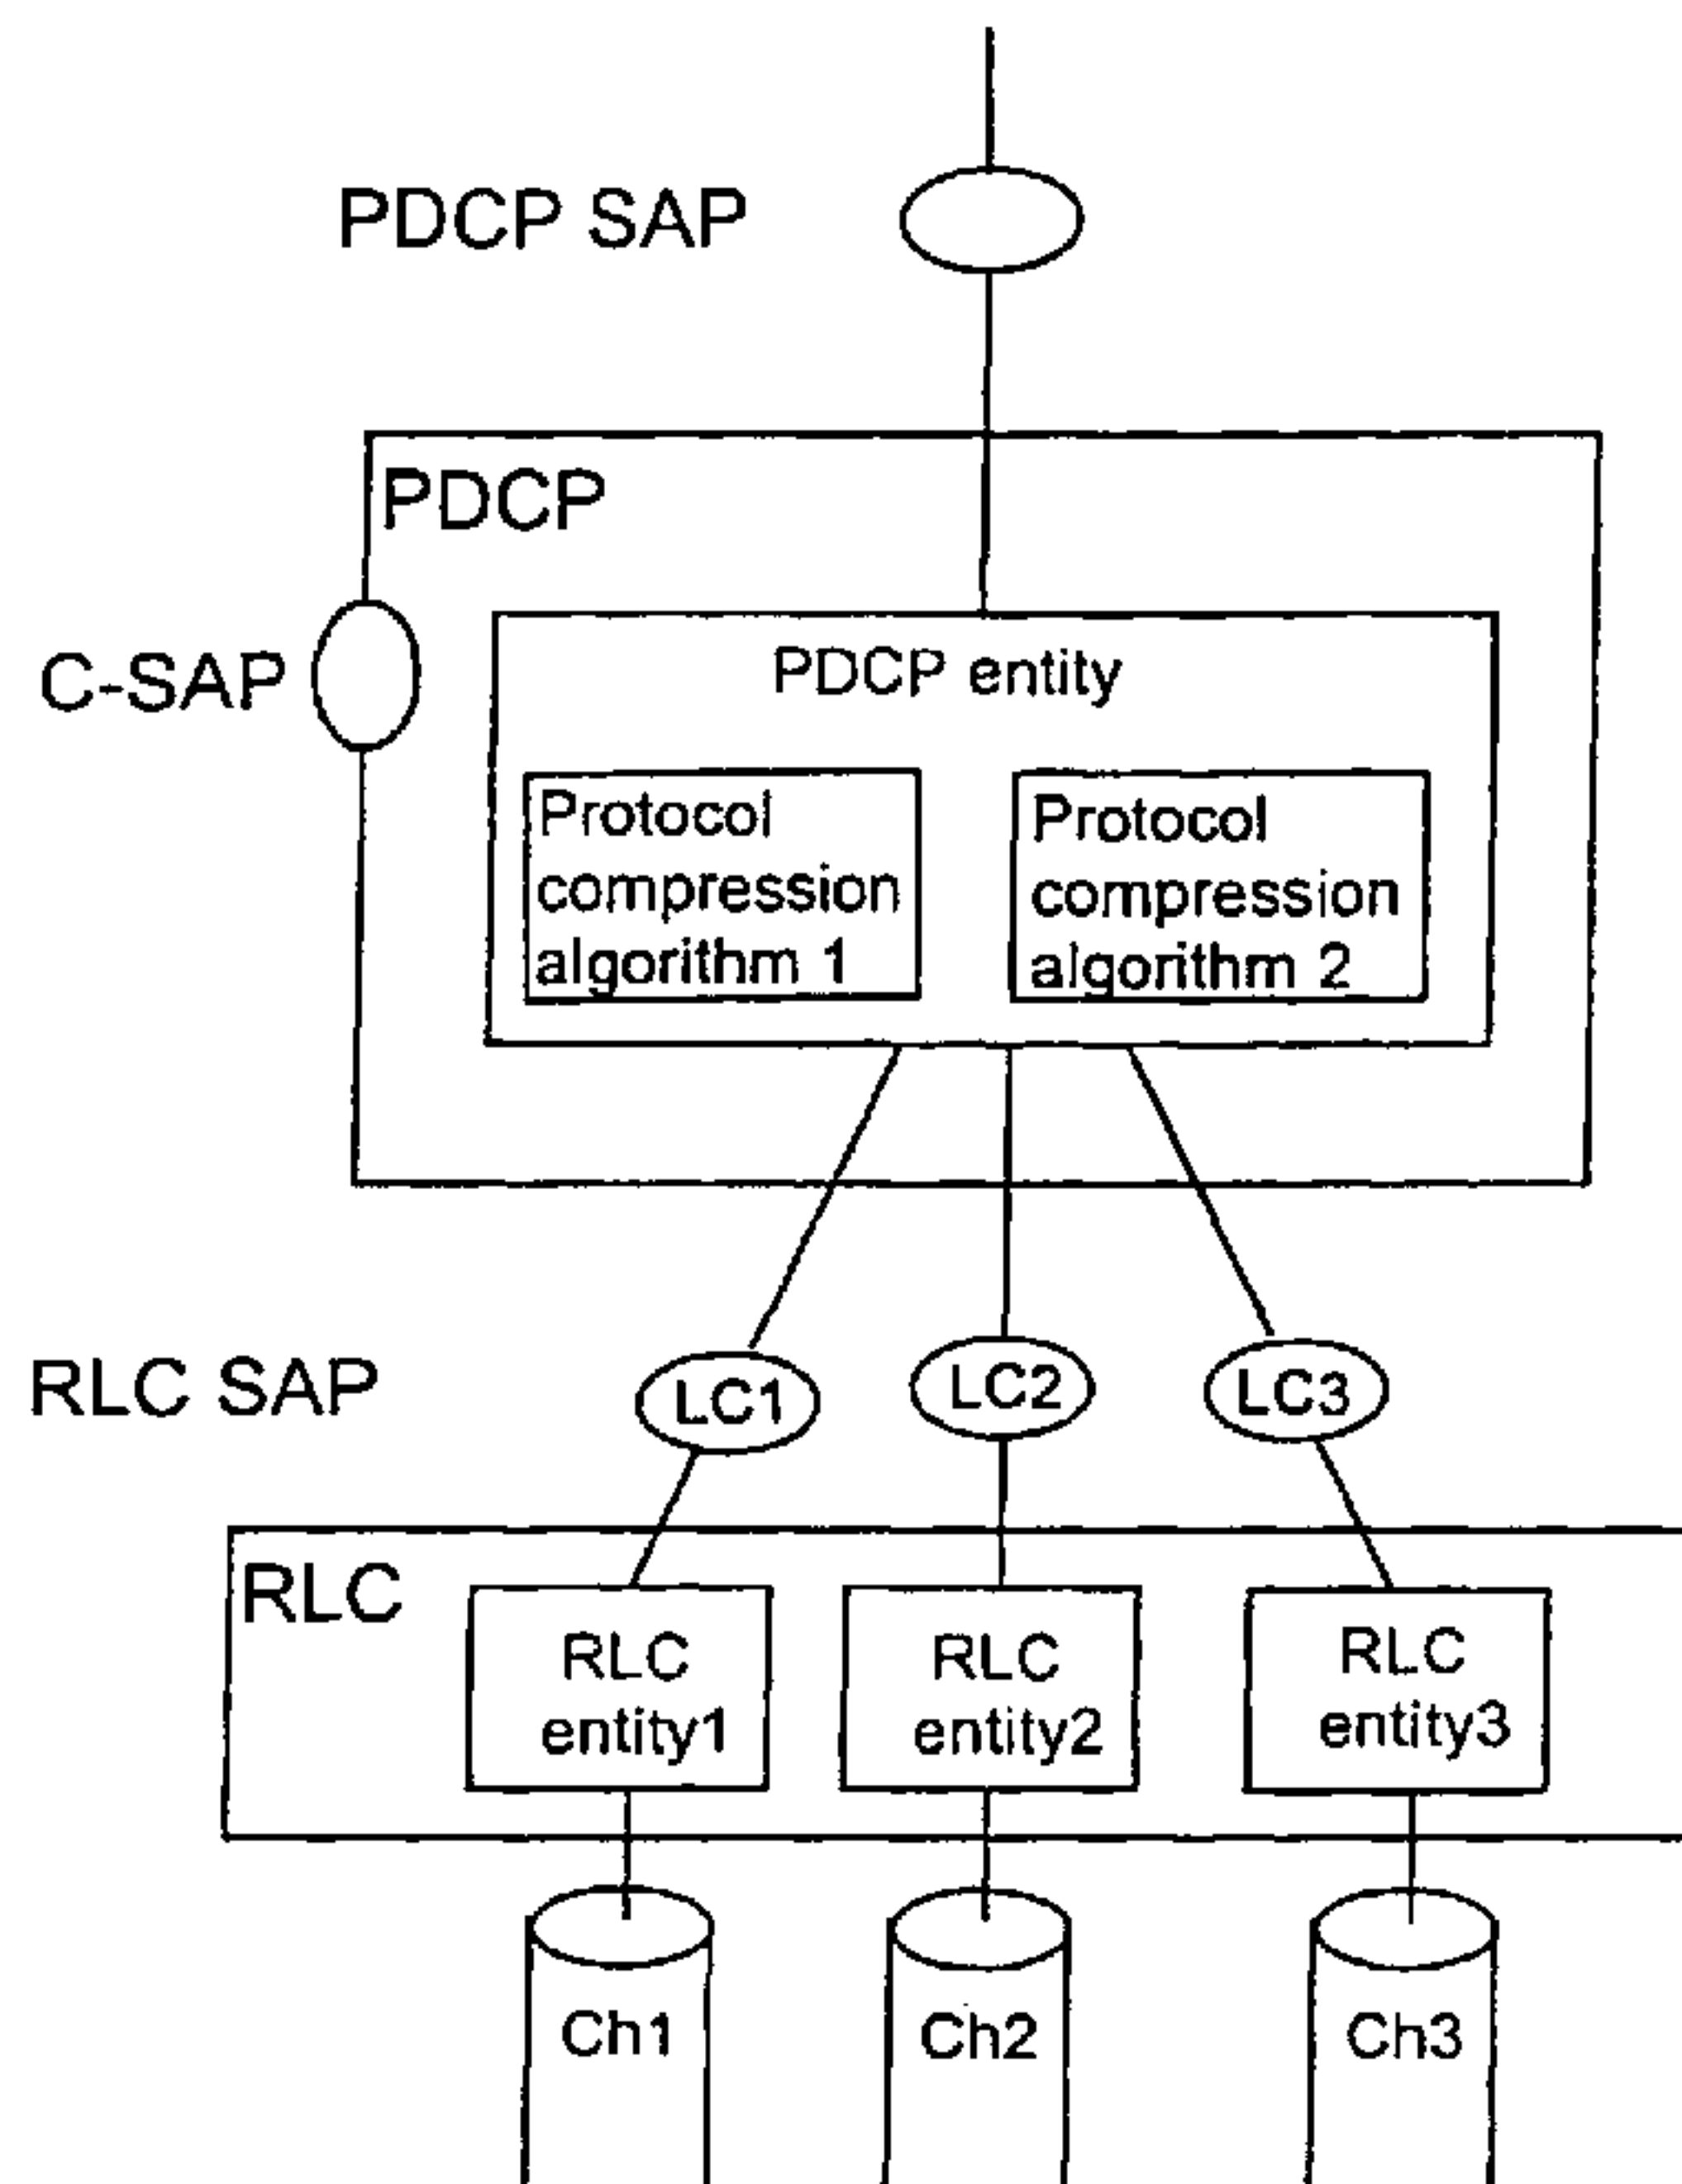 PDCP SAP
PDCP
C-SAP
PDCP entity
Protocol
compression
algorithm 1
Protocol
compression
algorithm 2
RLC SAP
LC1
LC2
LC3
RLC
RLC
entity1
RLC
entity2
RLC
entity3
Ch1
Ch2
Ch3